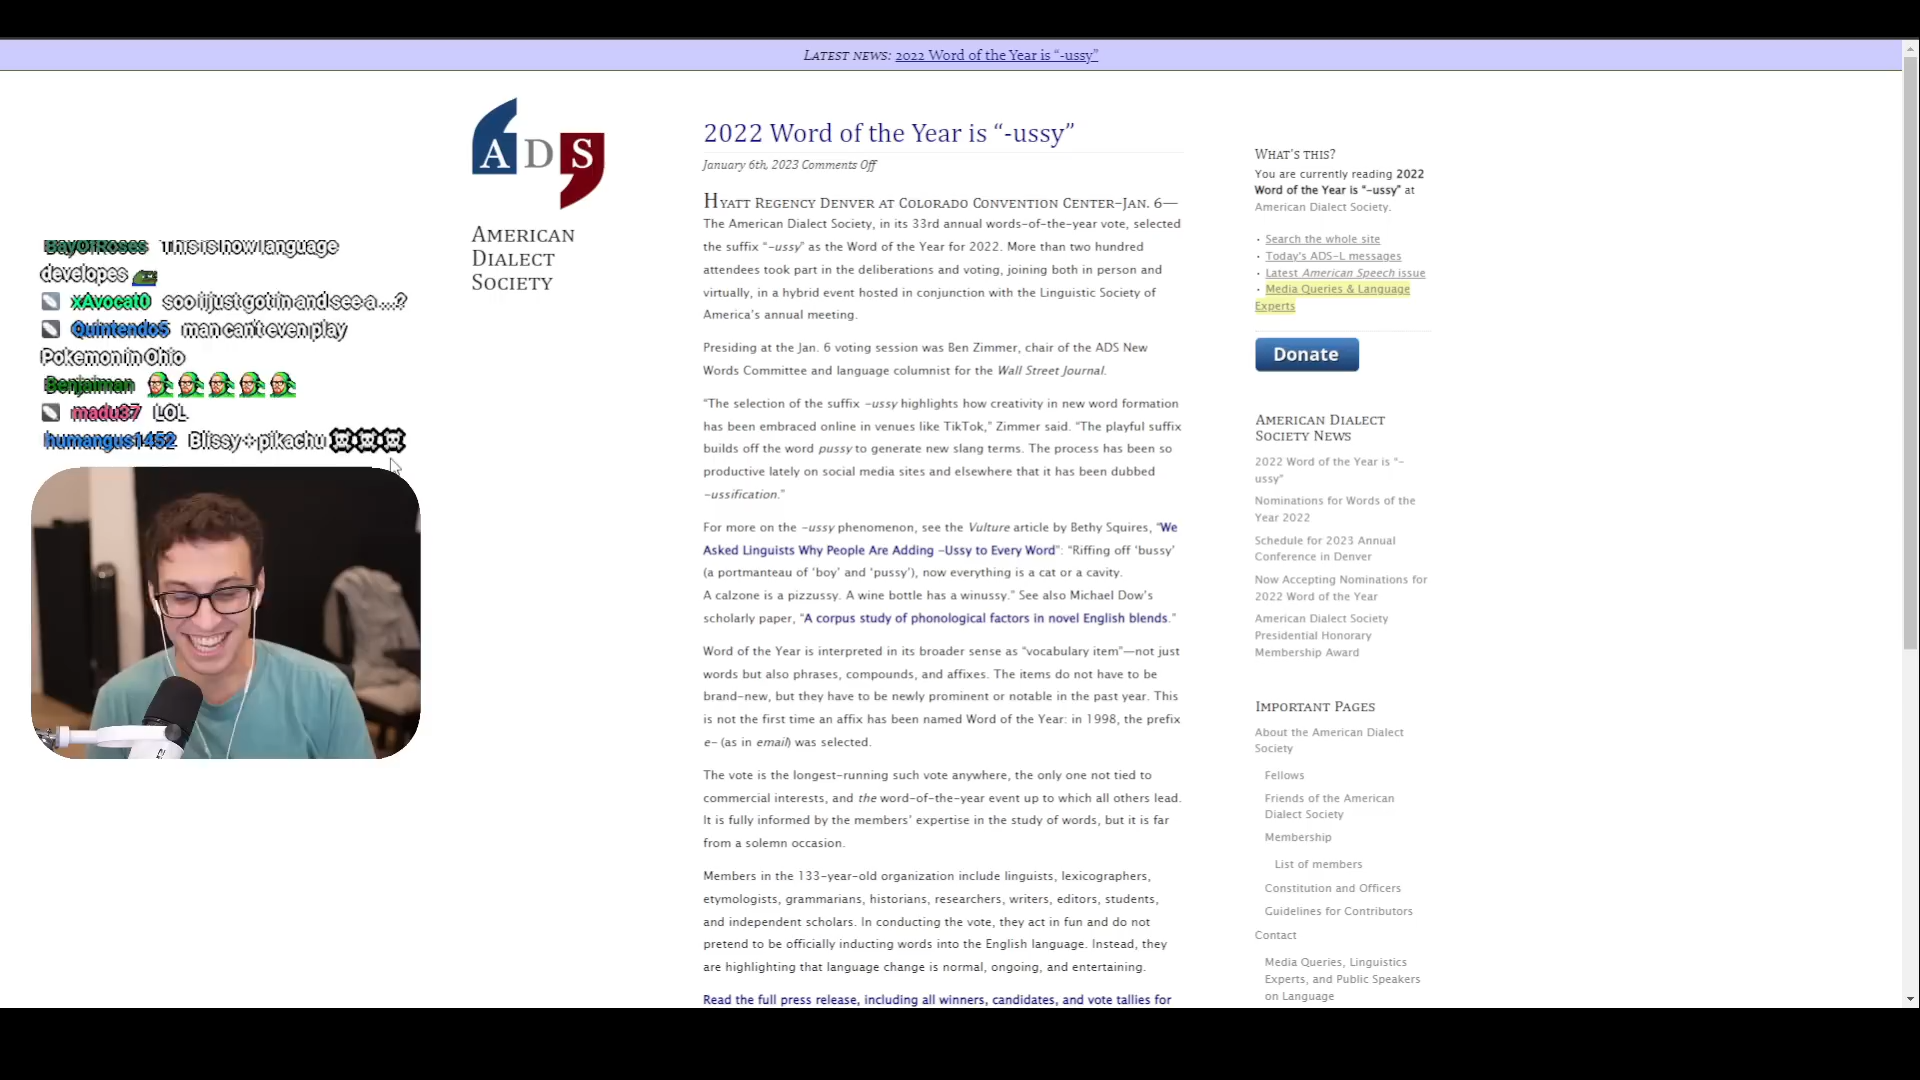 LATEST NEWS: 2022 Word of the Year is “-ussy”
ADS
AMERICAN
DIALECT
SOCIETY
BayOfRoses This is how language
developes
xAvocat0 soo i just got in and see a ...?
Quintendo5 man can't even play
Pokemon in Ohio
Benjaiman
madu37 LOL
humangus1452 Blissy + pikachu
2022 Word of the Year is “-ussy”
January 6th, 2023 Comments Off
HYATT REGENCY DENVER AT COLORADO CONVENTION CENTER–JAN. 6—
The American Dialect Society, in its 33rd annual words-of-the-year vote, selected
the suffix “-ussy” as the Word of the Year for 2022. More than two hundred
attendees took part in the deliberations and voting, joining both in person and
virtually, in a hybrid event hosted in conjunction with the Linguistic Society of
America’s annual meeting.
Presiding at the Jan. 6 voting session was Ben Zimmer, chair of the ADS New
Words Committee and language columnist for the Wall Street Journal.
“The selection of the suffix -ussy highlights how creativity in new word formation
has been embraced online in venues like TikTok,” Zimmer said. “The playful suffix
builds off the word pussy to generate new slang terms. The process has been so
productive lately on social media sites and elsewhere that it has been dubbed
-ussification.”
For more on the -ussy phenomenon, see the Vulture article by Bethy Squires, “We
Asked Linguists Why People Are Adding -Ussy to Every Word”: “Riffing off ‘bussy’
(a portmanteau of ‘boy’ and ‘pussy’), now everything is a cat or a cavity.
A calzone is a pizzussy. A wine bottle has a winussy.” See also Michael Dow’s
scholarly paper, “A corpus study of phonological factors in novel English blends.”
Word of the Year is interpreted in its broader sense as “vocabulary item”—not just
words but also phrases, compounds, and affixes. The items do not have to be
brand-new, but they have to be newly prominent or notable in the past year. This
is not the first time an affix has been named Word of the Year: in 1998, the prefix
e- (as in email) was selected.
The vote is the longest-running such vote anywhere, the only one not tied to
commercial interests, and the word-of-the-year event up to which all others lead.
It is fully informed by the members’ expertise in the study of words, but it is far
from a solemn occasion.
Members in the 133-year-old organization include linguists, lexicographers,
etymologists, grammarians, historians, researchers, writers, editors, students,
and independent scholars. In conducting the vote, they act in fun and do not
pretend to be officially inducting words into the English language. Instead, they
are highlighting that language change is normal, ongoing, and entertaining.
Read the full press release, including all winners, candidates, and vote tallies for
WHAT’S THIS?
You are currently reading 2022
Word of the Year is “-ussy” at
American Dialect Society.
· Search the whole site
· Today's ADS-L messages
· Latest American Speech issue
· Media Queries & Language
Experts
Donate
AMERICAN DIALECT
SOCIETY NEWS
2022 Word of the Year is “-
ussy”
Nominations for Words of the
Year 2022
Schedule for 2023 Annual
Conference in Denver
Now Accepting Nominations for
2022 Word of the Year
American Dialect Society
Presidential Honorary
Membership Award
IMPORTANT PAGES
About the American Dialect
Society
Fellows
Friends of the American
Dialect Society
Membership
List of members
Constitution and Officers
Guidelines for Contributors
Contact
Media Queries, Linguistics
Experts, and Public Speakers
on Language